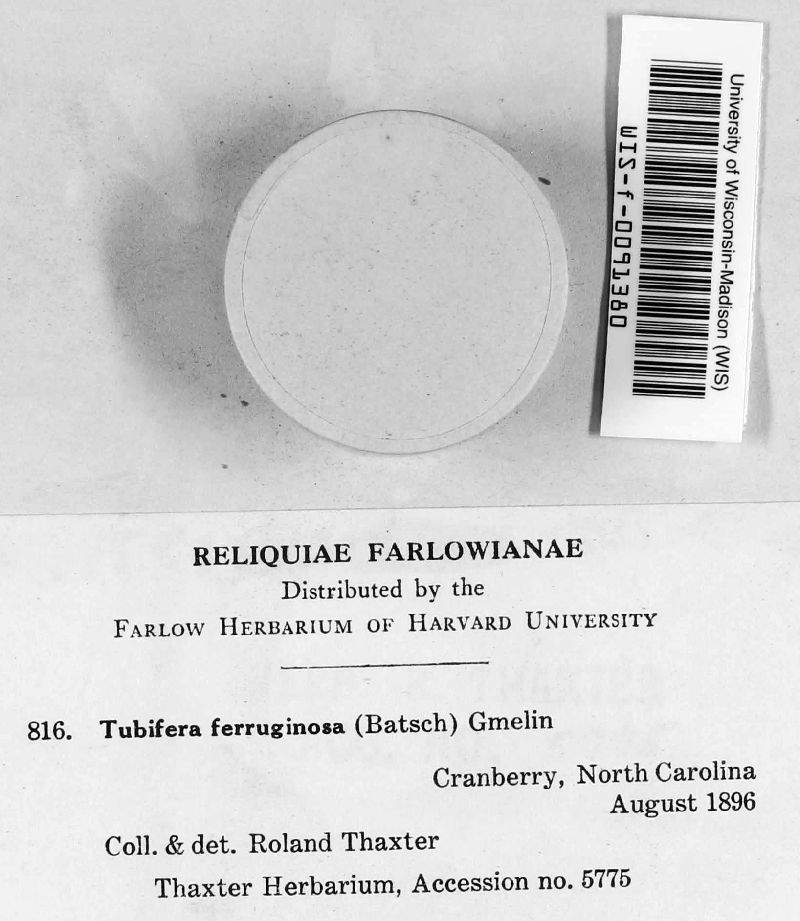 University of Wisconsin-Madison (WIS)
WIS-f-0091380
RELIQUIAE FARLOWIANAE
Distributed by the
FARLOW HERBARIUM OF HARVARD UNIVERSITY
816. Tubifera ferruginosa (Batsch) Gmelin
Cranberry, North Carolina
August 1896
Coll. & det. Roland Thaxter
Thaxter Herbarium, Accession no. 5775